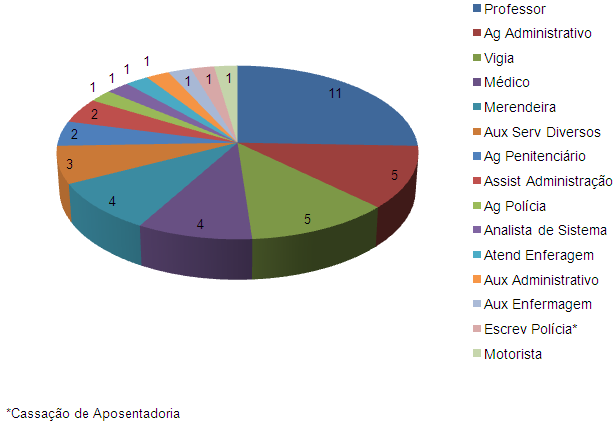 Professor
Ag Administrativo
Vigia
Médico
Merendeira
Aux Serv Diversos
Ag Penitenciário
Assist Administração
Ag Polícia
Analista de Sistema
Atend Enferagem
Aux Administrativo
Aux Enfermagem
Escrev Polícia*
Motorista
11
5
5
4
4
3
2
2
1
1
1
1
1
1
1
*Cassação de Aposentadoria